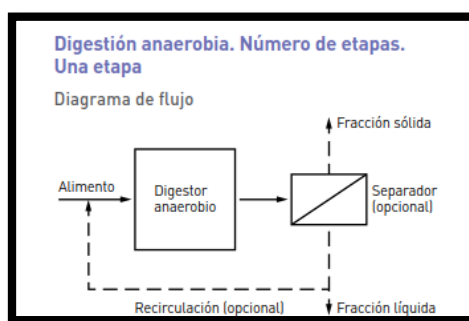 Digestión anaerobia. Número de etapas.
Una etapa
Diagrama de flujo
Fracción sólida
Alimento
Digestor
anaerobio
Separador
(opcional)
Recirculación (opcional)
Fracción líquida